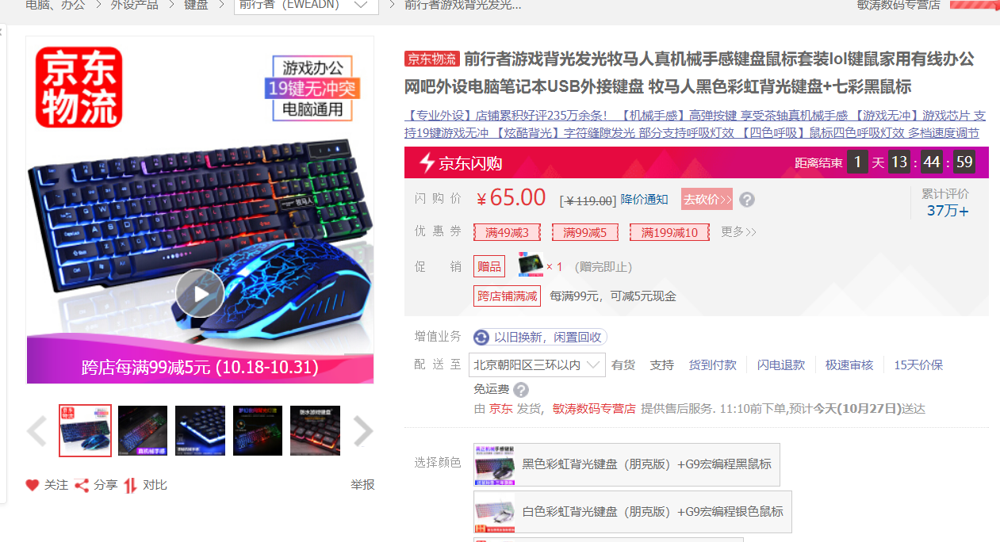 电脑、办公 > 外设产品 > 键盘 > 前行者（EWEADN） > 前行者游戏背光发光... 敏涛数码专营店
京东
物流
游戏办公
19键无冲突
电脑通用
牧马人
跨店每满99减5元 (10.18-10.31)
真机械手感
防水游戏键盘
关注 分享 对比 举报
京东物流 前行者游戏背光发光牧马人真机械手感键盘鼠标套装lol键鼠家用有线办公
网吧外设电脑笔记本USB外接键盘 牧马人黑色彩虹背光键盘+七彩黑鼠标
【专业外设】店铺累积好评235万余条！ 【机械手感】高弹按键 享受茶轴真机械手感 【游戏无冲】游戏芯片 支
持19键游戏无冲 【炫酷背光】字符缝隙发光 部分支持呼吸灯效 【四色呼吸】鼠标四色呼吸灯效 多档速度调节
京东闪购 距离结束 1 天 13 : 44 : 59
闪购价 ￥65.00 [￥119.00] 降价通知 去砍价>> ? 累计评价
37万+
优惠券 满49减3 满99减5 满199减10 更多>>
促销 赠品 × 1 （赠完即止）
跨店铺满减 每满99元，可减5元现金
增值业务 以旧换新，闲置回收
配送至 北京朝阳区三环以内 有货 支持 货到付款 闪电退款 极速审核 15天价保
免运费 ?
由 京东 发货, 敏涛数码专营店 提供售后服务. 11:10前下单,预计今天(10月27日)送达
选择颜色 黑色彩虹背光键盘（朋克版）+G9宏编程黑鼠标
白色彩虹背光键盘（朋克版）+G9宏编程银色鼠标